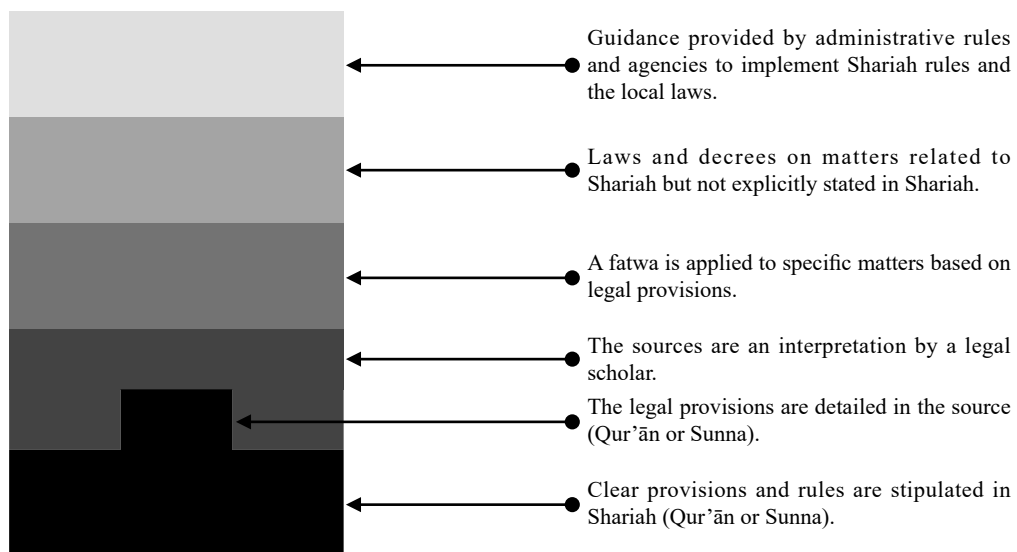 Guidance provided by administrative rules
and agencies to implement Shariah rules and
the local laws.
Laws and decrees on matters related to
Shariah but not explicitly stated in Shariah.
A fatwa is applied to specific matters based on
legal provisions.
The sources are an interpretation by a legal
scholar.
The legal provisions are detailed in the source
(Qur’ān or Sunna).
Clear provisions and rules are stipulated in
Shariah (Qur’ān or Sunna).